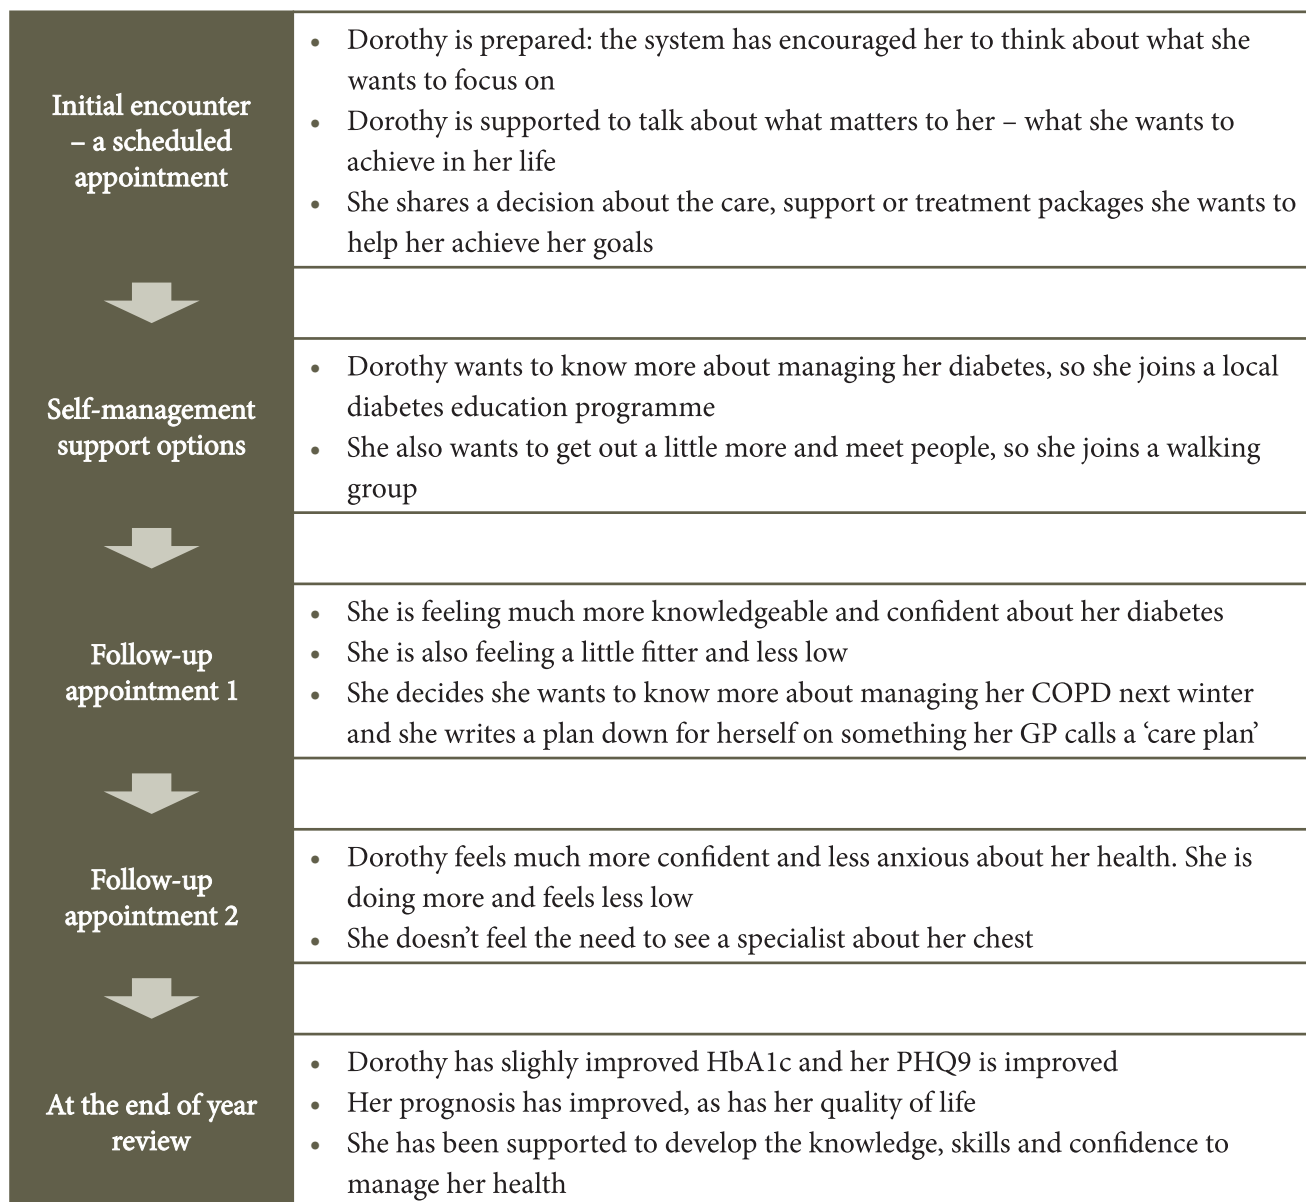 Initial encounter
– a scheduled
appointment
• Dorothy is prepared: the system has encouraged her to think about what she
wants to focus on
• Dorothy is supported to talk about what matters to her – what she wants to
achieve in her life
• She shares a decision about the care, support or treatment packages she wants to
help her achieve her goals
Self-management
support options
• Dorothy wants to know more about managing her diabetes, so she joins a local
diabetes education programme
• She also wants to get out a little more and meet people, so she joins a walking
group
Follow-up
appointment 1
• She is feeling much more knowledgeable and confident about her diabetes
• She is also feeling a little fitter and less low
• She decides she wants to know more about managing her COPD next winter
and she writes a plan down for herself on something her GP calls a ‘care plan’
Follow-up
appointment 2
• Dorothy feels much more confident and less anxious about her health. She is
doing more and feels less low
• She doesn’t feel the need to see a specialist about her chest
At the end of year
review
• Dorothy has slighly improved HbA1c and her PHQ9 is improved
• Her prognosis has improved, as has her quality of life
• She has been supported to develop the knowledge, skills and confidence to
manage her health